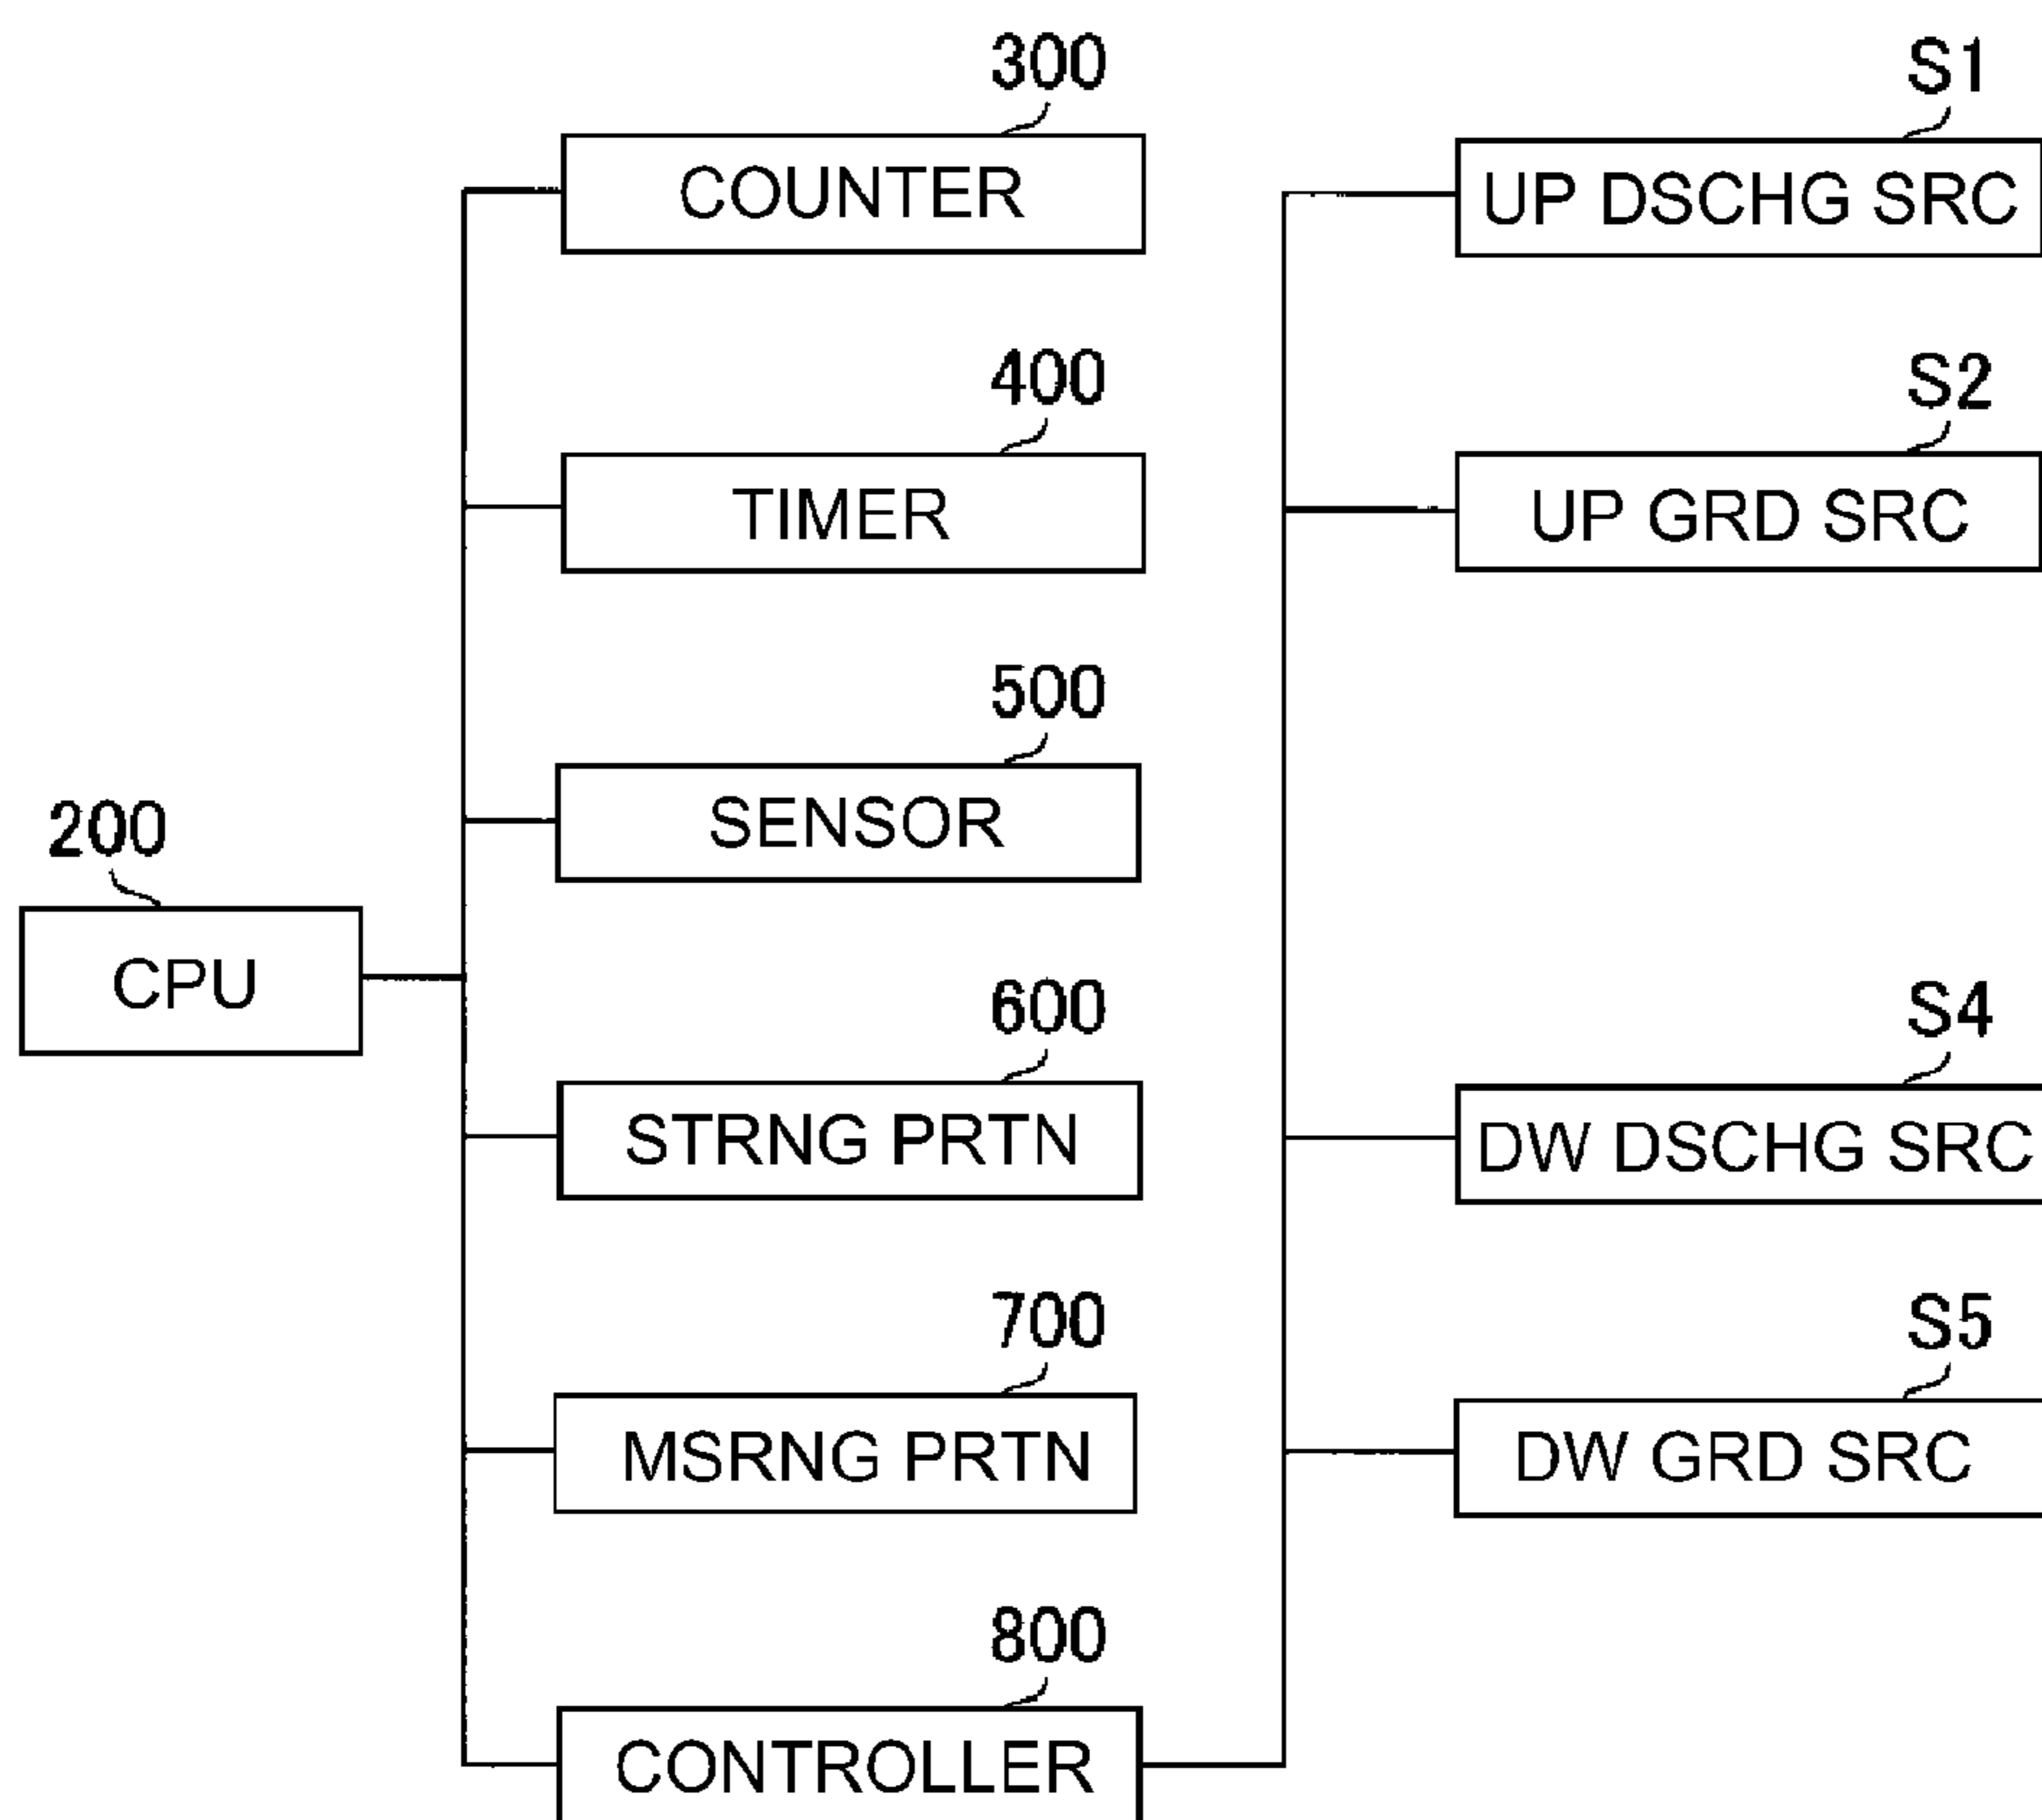 200
CPU
300
COUNTER
400
TIMER
500
SENSOR
600
STRNG PRTN
700
MSRNG PRTN
800
CONTROLLER
S1
UP DSCHG SRC
S2
UP GRD SRC
S4
DW DSCHG SRC
S5
DW GRD SRC